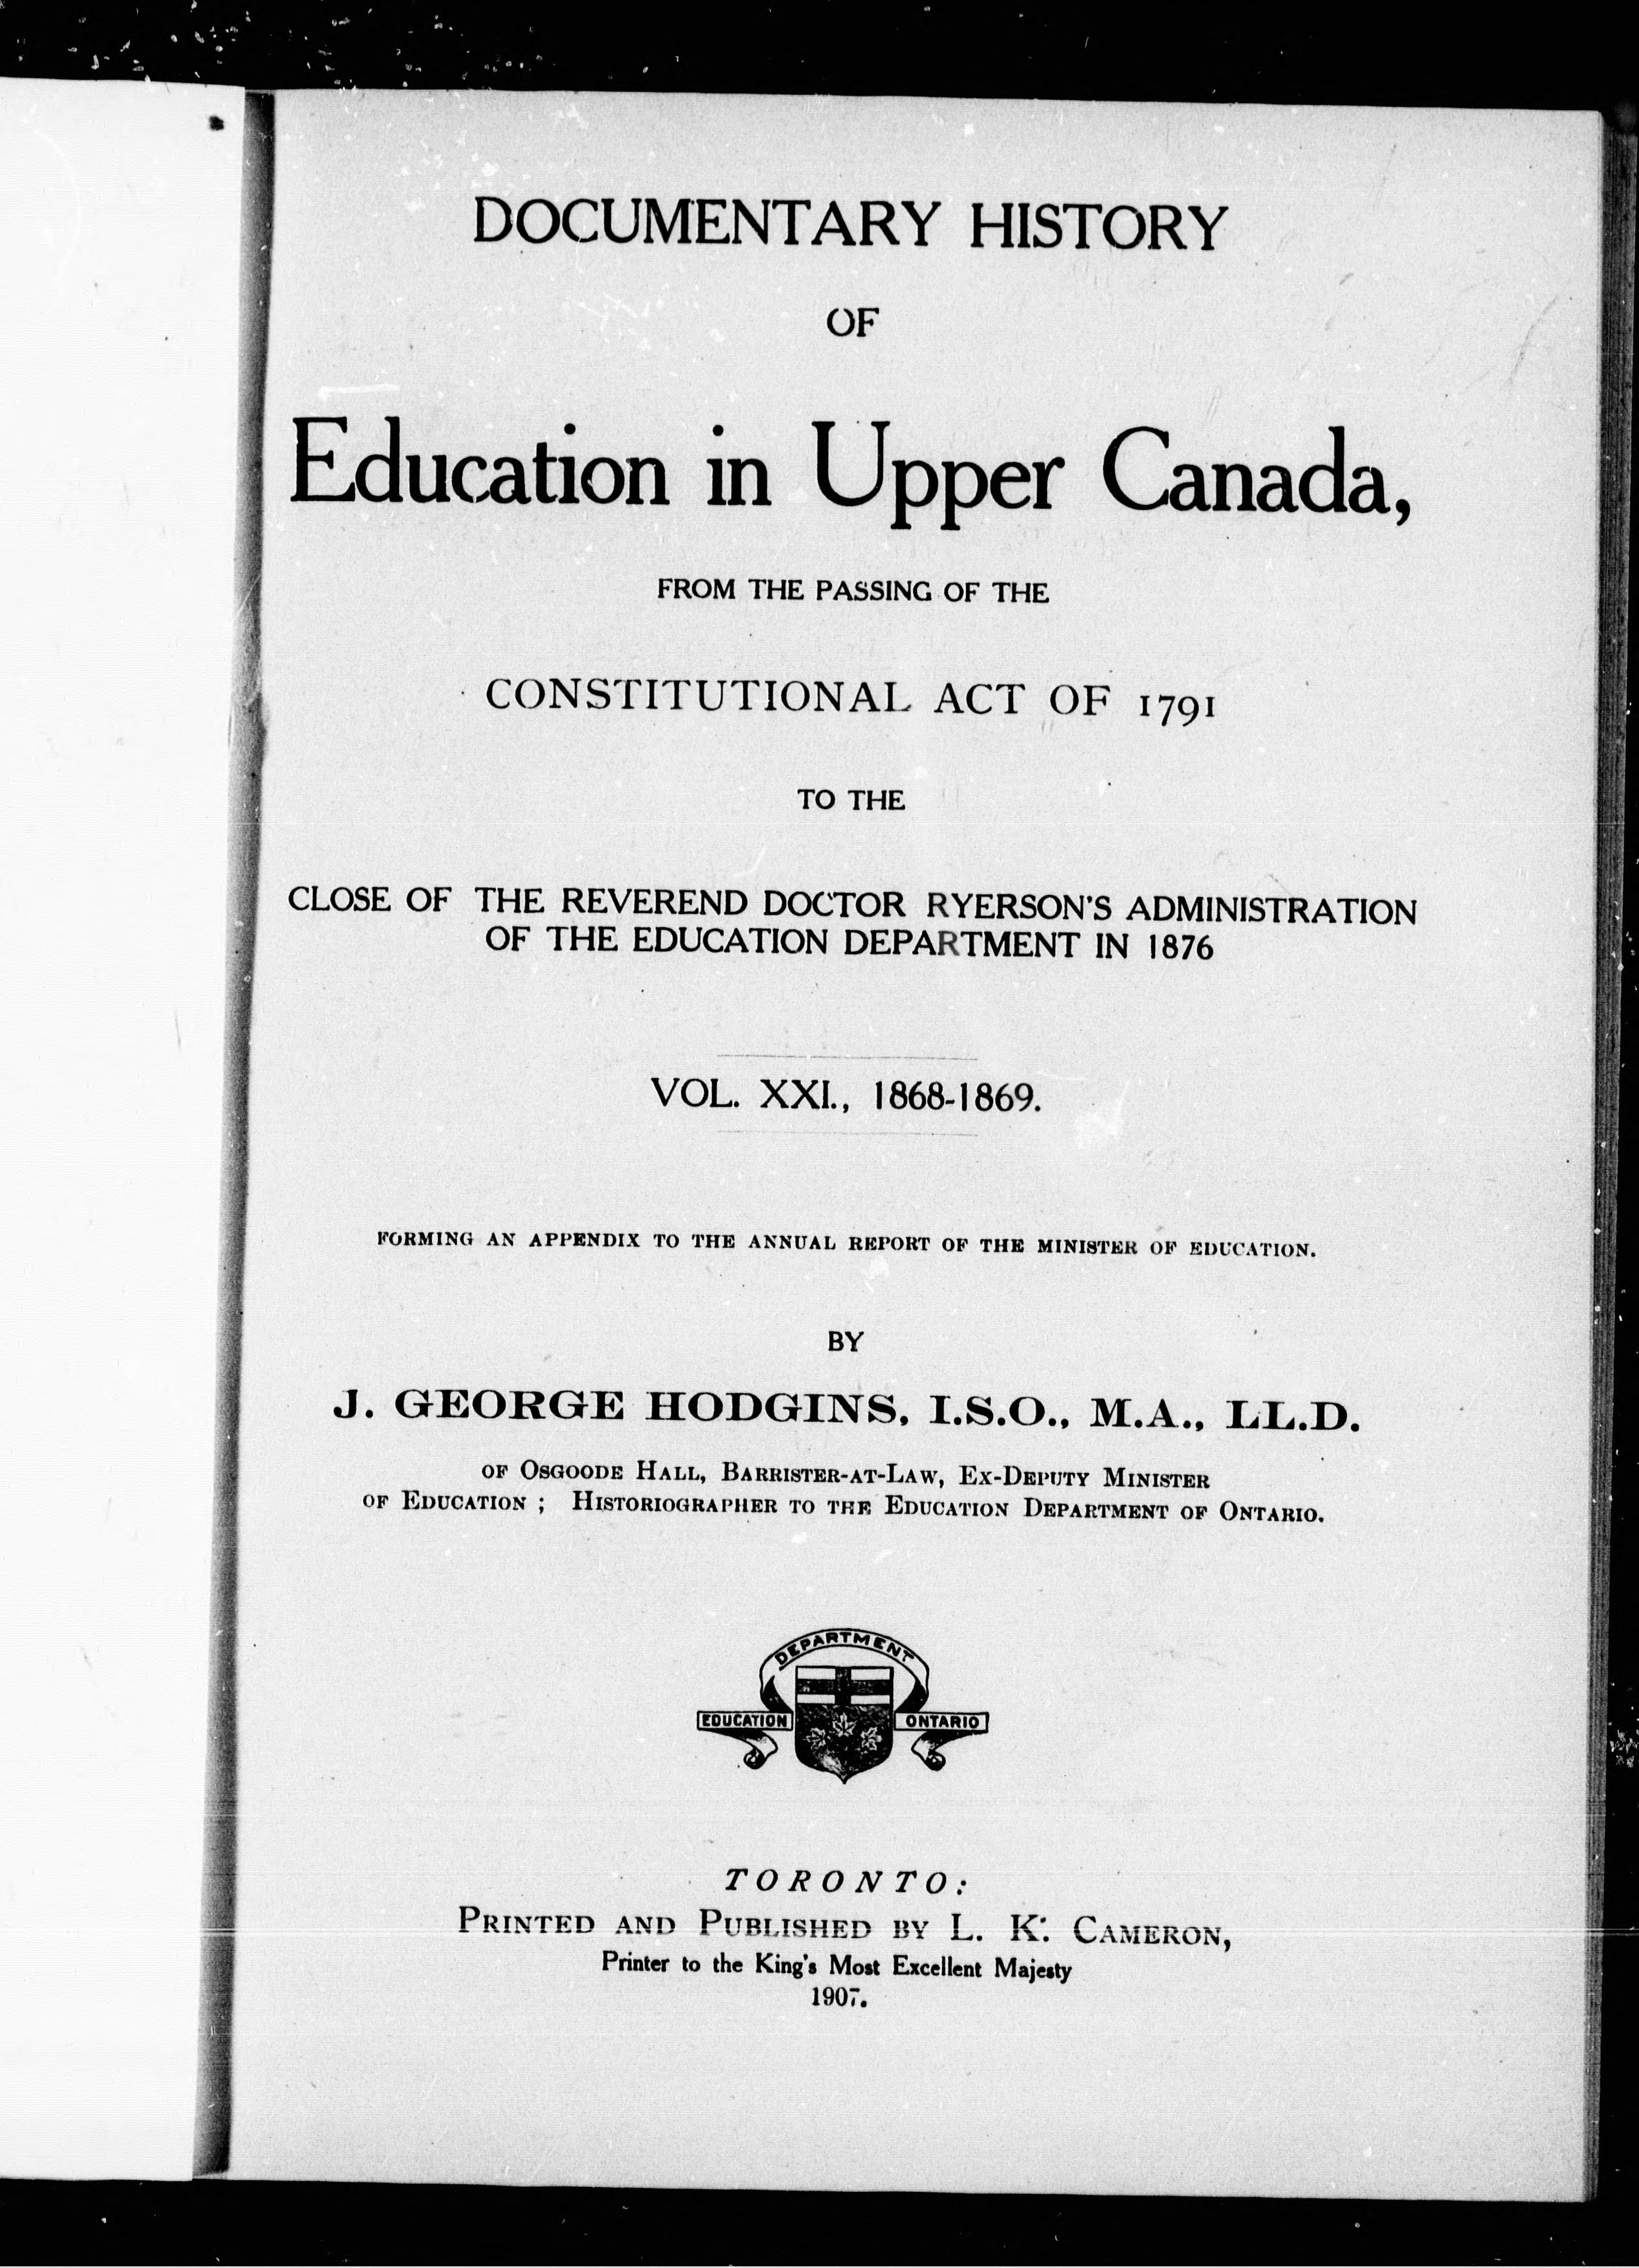 DOCUMENTARY HISTORY
OF
Education in Upper Canada,
FROM THE PASSING OF THE
CONSTITUTIONAL ACT OF 1791
TO THE
CLOSE OF THE REVEREND DOCTOR RYERSON'S ADMINISTRATION
OF THE EDUCATION DEPARTMENT IN 1876
VOL. XXI., 1868-1869.
FORMING AN APPENDIX TO THE ANNUAL REPORT OF THE MINISTER OF EDUCATION.
BY
J. GEORGE HODGINS, I.S.O., M.A., LL.D.
OF OSGOODE HALL, BARRISTER-AT-LAW, EX-DEPUTY MINISTER
OF EDUCATION ; HISTORIOGRAPHER TO THE EDUCATION DEPARTMENT OF ONTARIO.
DEPARTMENT
EDUCATION ONTARIO
TORONTO:
PRINTED AND PUBLISHED BY L. K. CAMERON,
Printer to the King's Most Excellent Majesty
1907.